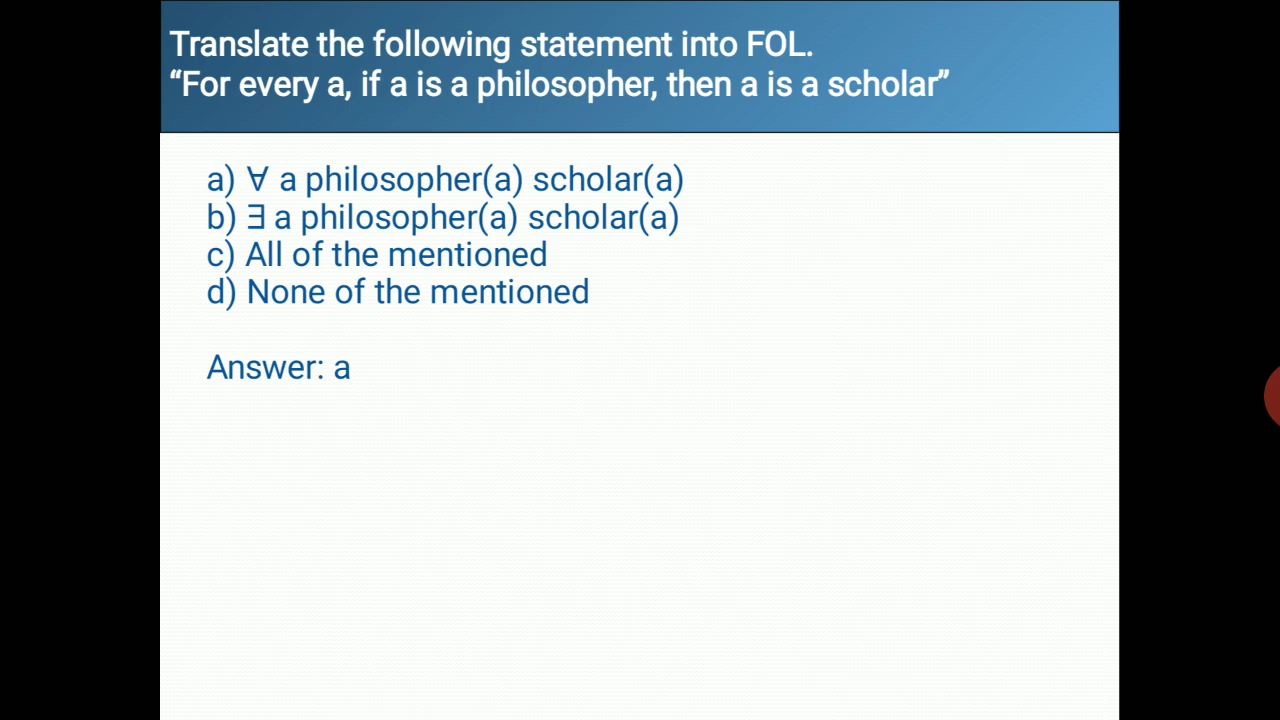 Translate the following statement into FOL.
“For every a, if a is a philosopher, then a is a scholar”
a) ∀ a philosopher(a) scholar(a)
b) ∃ a philosopher(a) scholar(a)
c) All of the mentioned
d) None of the mentioned
Answer: a